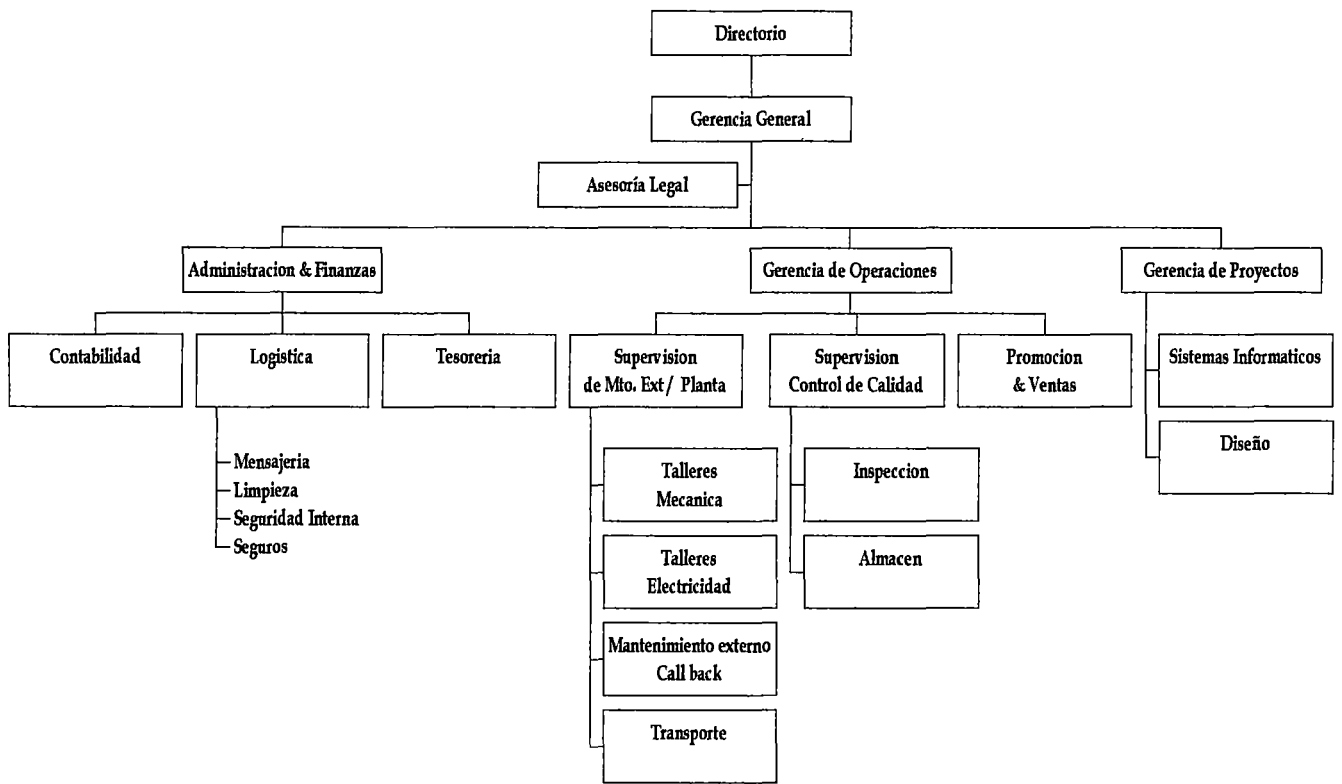 Directorio
Gerencia General
Asesoría Legal
Administracion & Finanzas
Gerencia de Operaciones
Gerencia de Proyectos
Contabilidad
Logistica
Tesoreria
Supervision
de Mto. Ext / Planta
Supervision
Control de Calidad
Promocion
& Ventas
Sistemas Informaticos
Diseño
Mensajeria
Limpieza
Seguridad Interna
Seguros
Talleres
Mecanica
Talleres
Electricidad
Mantenimiento externo
Call back
Transporte
Inspeccion
Almacen